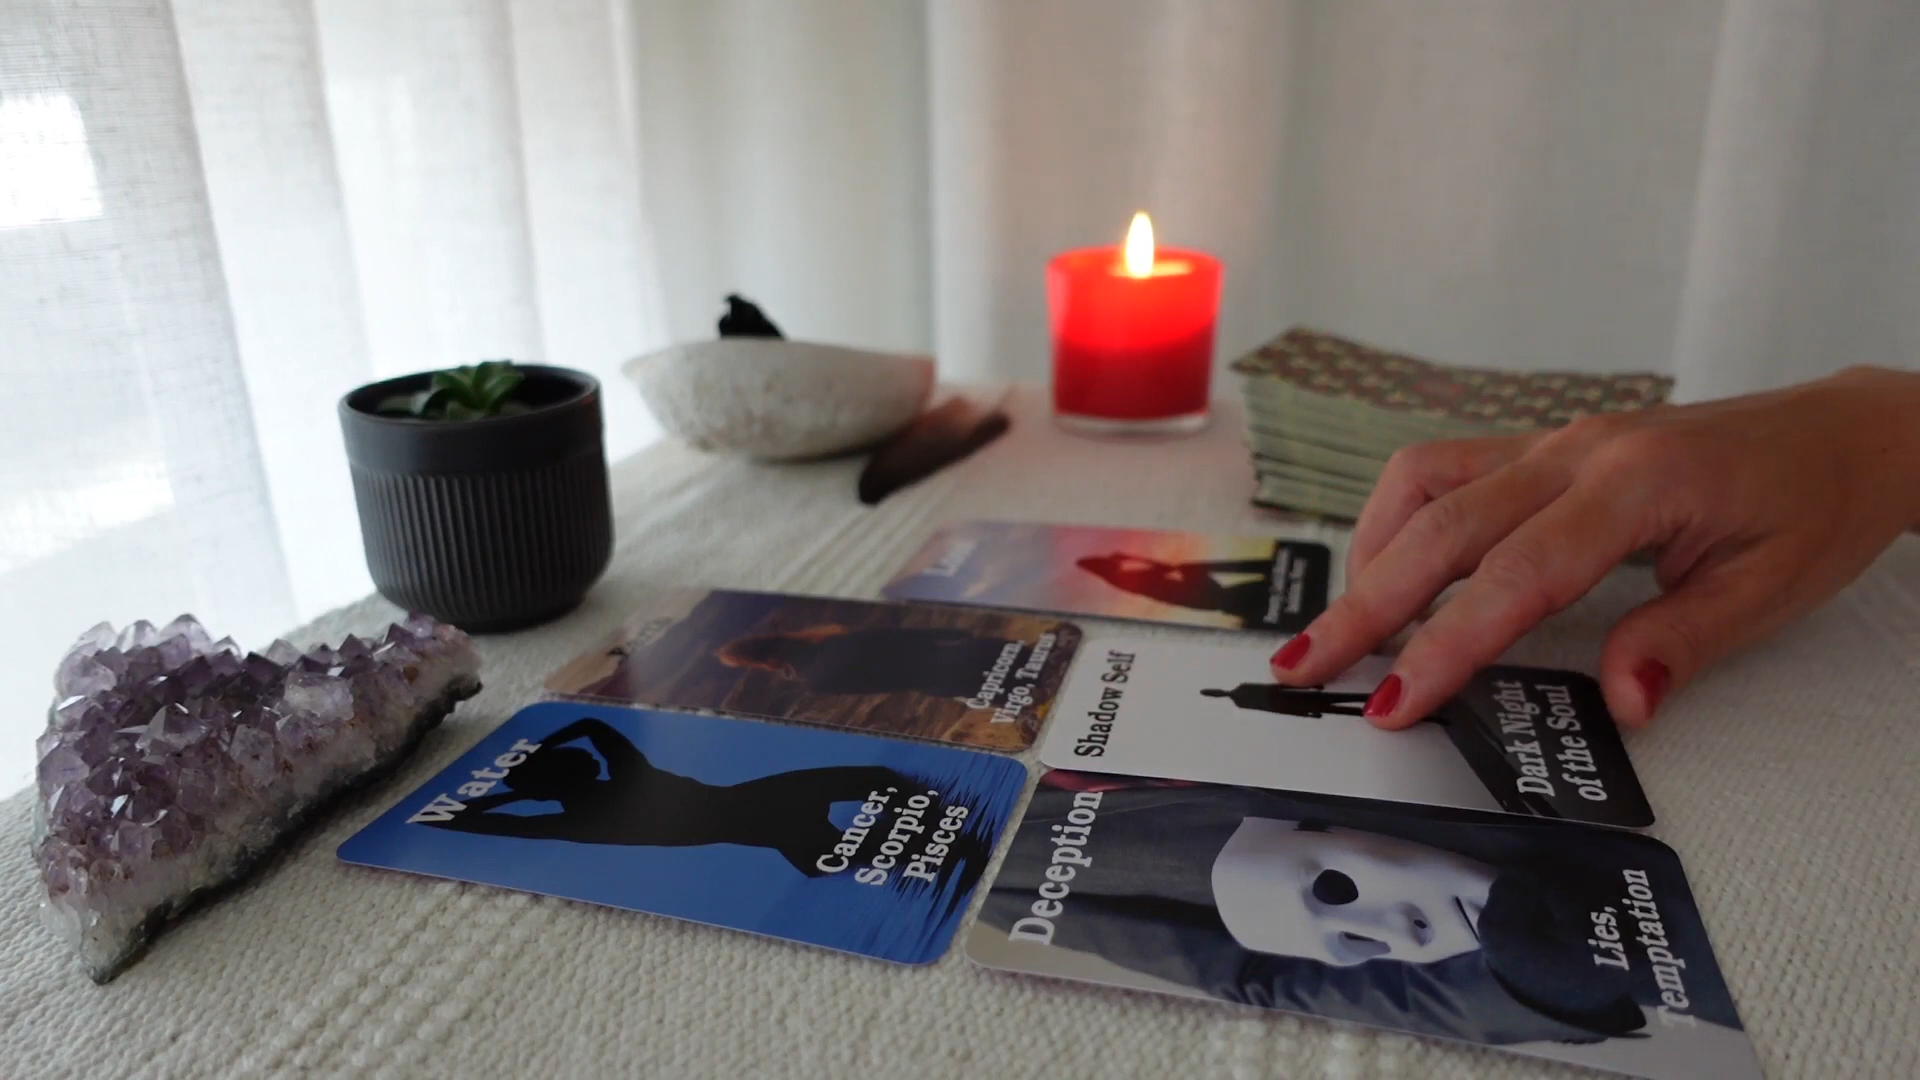 Water
Cancer,
Scorpio,
Pisces
Capricorn,
Virgo, Taurus
Shadow Self
Dark Night
of the Soul
Deception
Lies,
Temptation